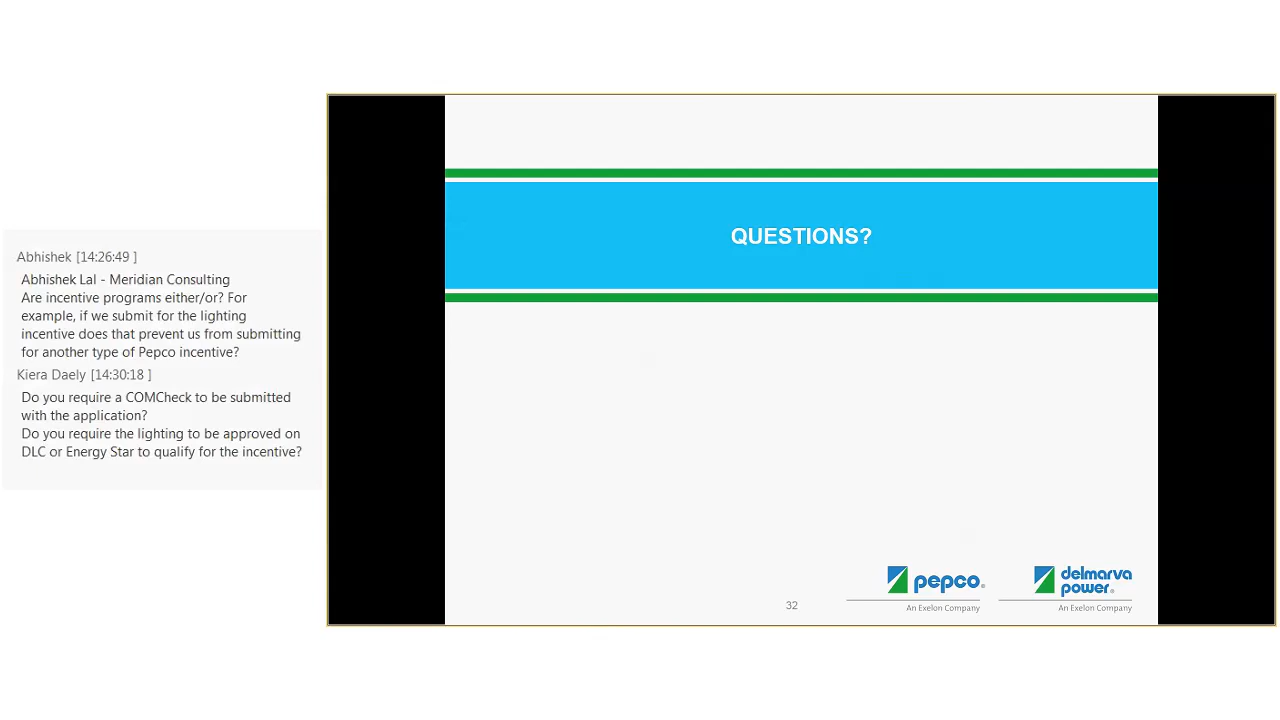 Abhishek [14:26:49 ]
Abhishek Lal - Meridian Consulting
Are incentive programs either/or? For
example, if we submit for the lighting
incentive does that prevent us from submitting
for another type of Pepco incentive?
Kiera Daely [14:30:18 ]
Do you require a COMCheck to be submitted
with the application?
Do you require the lighting to be approved on
DLC or Energy Star to qualify for the incentive?
QUESTIONS?
32
pepco®
An Exelon Company
delmarva
power®
An Exelon Company